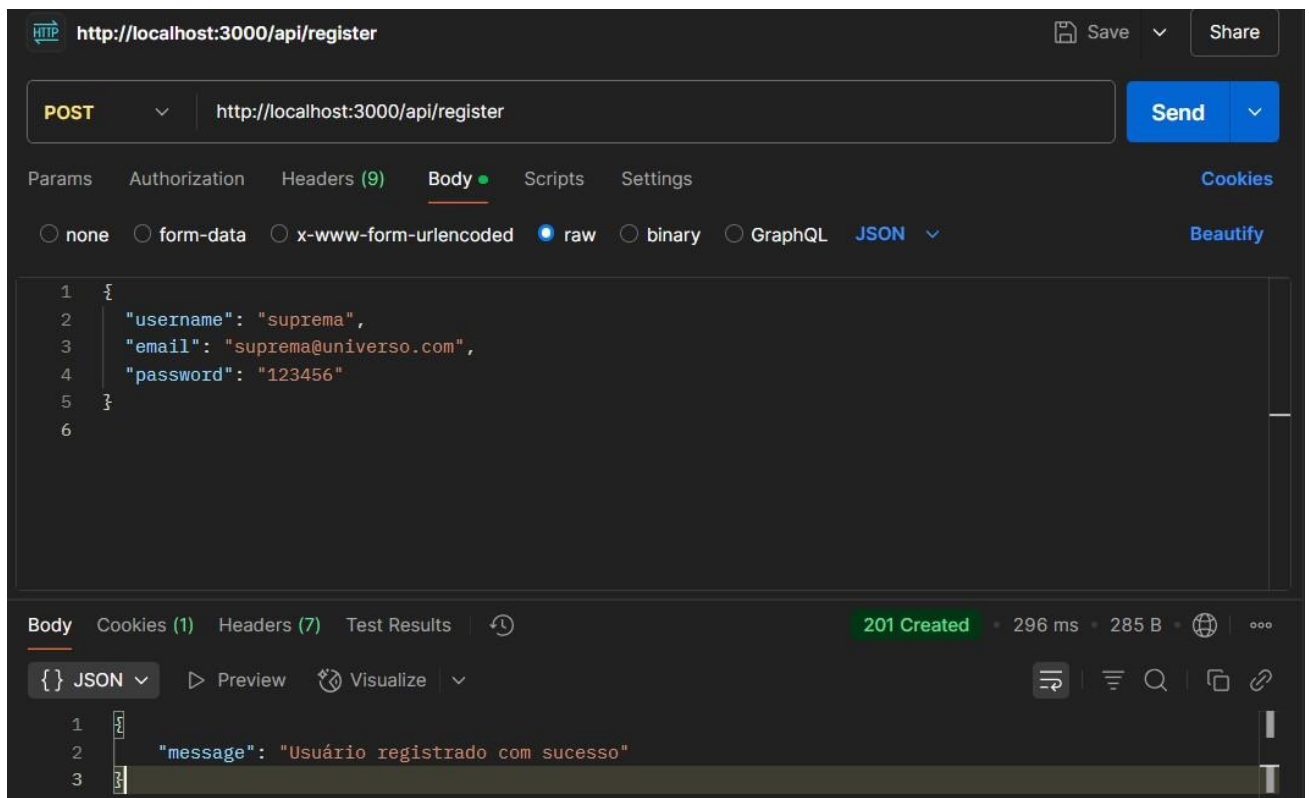 HTTP http://localhost:3000/api/register Save Share
POST http://localhost:3000/api/register Send
Params Authorization Headers (9) Body Scripts Settings Cookies
none form-data x-www-form-urlencoded raw binary GraphQL JSON Beautify
1 {
2 "username": "suprema",
3 "email": "suprema@universo.com",
4 "password": "123456"
5 }
6
Body Cookies (1) Headers (7) Test Results 201 Created 296 ms 285 B
{} JSON Preview Visualize
1 {
2 "message": "Usuário registrado com sucesso"
3 }